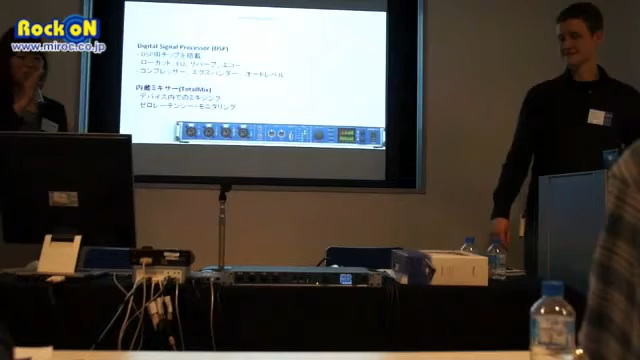 Rock oN
www.miroc.co.jp
Digital Signal Processor (DSP)
- DSP用チップを搭載
- ローカット, EQ, リバーブ, エコー
- コンプレッサー、エクスパンダー、オートレベル
内蔵ミキサー(TotalMix)
- デバイス内でのミキシング
- ゼロレーテンシー・モニタリング